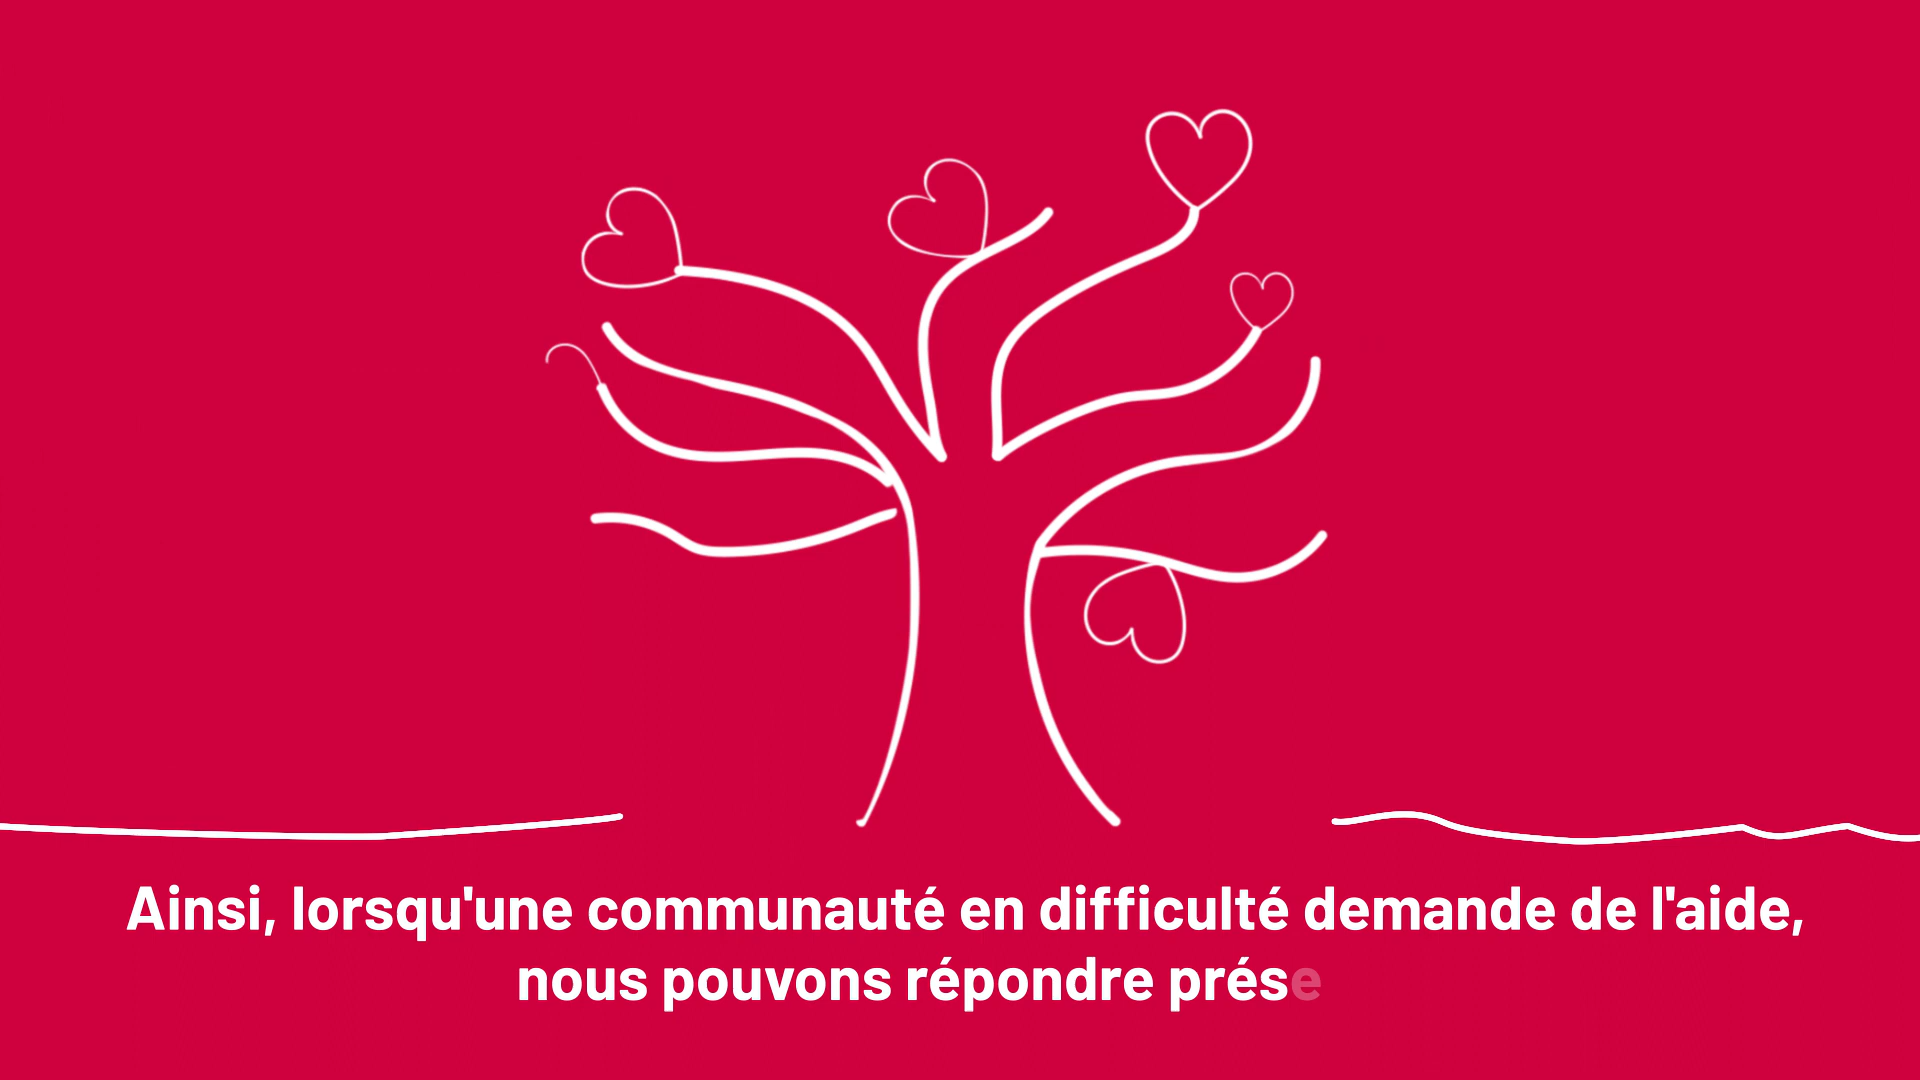 Ainsi, lorsqu'une communauté en difficulté demande de l'aide,
nous pouvons répondre prése